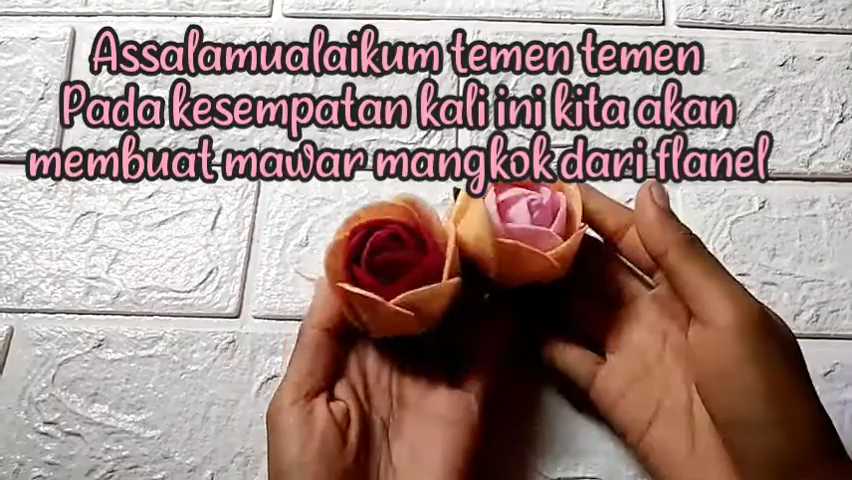 Assalamualaikum temen temen
Pada kesempatan kali ini kita akan
membuat mawar mangkok dari flanel